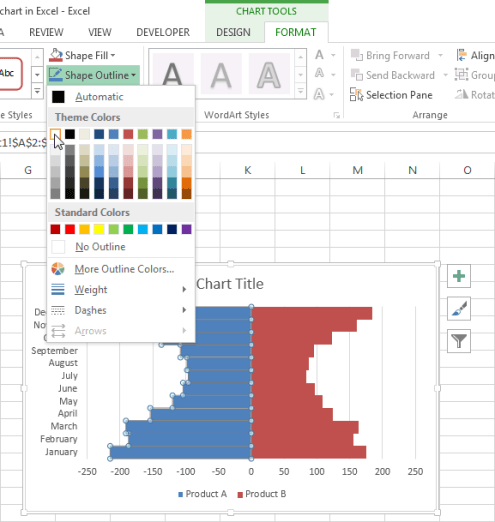 chart in Excel - Excel
CHART TOOLS
REVIEW VIEW DEVELOPER DESIGN FORMAT
Shape Fill
Abc
Shape Outline
A A A
A
Bring Forward
Align
Send Backward
Group
Selection Pane
Rotat
Styles
WordArt Styles
Arrange
Automatic
Theme Colors
1!$A$2:$
G K L M N O
Standard Colors
No Outline
More Outline Colors...
Weight
Dashes
Arrows
Chart Title
De
No
September
August
July
June
May
April
March
February
January
-250 -200 -150 -100 -50 0 50 100 150 200 250
Product A Product B